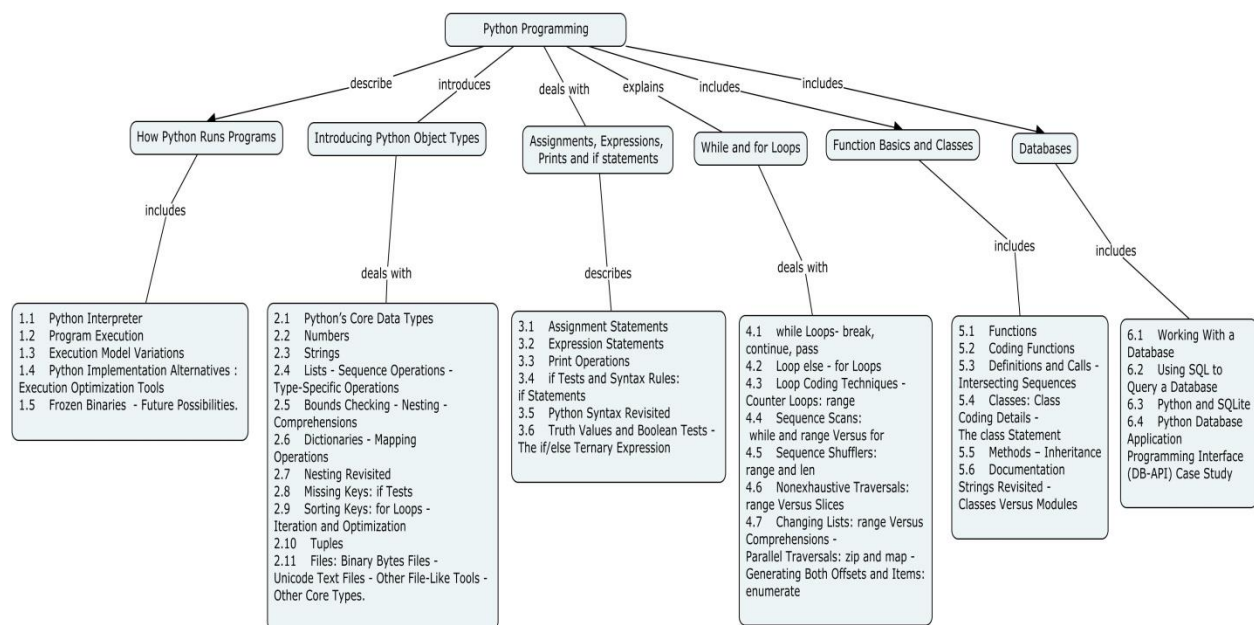 Python Programming
describe
introduces
deals with
explains
includes
includes
How Python Runs Programs
Introducing Python Object Types
Assignments, Expressions,
Prints and if statements
While and for Loops
Function Basics and Classes
Databases
includes
deals with
describes
deals with
includes
includes
1.1 Python Interpreter
1.2 Program Execution
1.3 Execution Model Variations
1.4 Python Implementation Alternatives :
Execution Optimization Tools
1.5 Frozen Binaries - Future Possibilities.
2.1 Python's Core Data Types
2.2 Numbers
2.3 Strings
2.4 Lists - Sequence Operations -
Type-Specific Operations
2.5 Bounds Checking - Nesting -
Comprehensions
2.6 Dictionaries - Mapping
Operations
2.7 Nesting Revisited
2.8 Missing Keys: if Tests
2.9 Sorting Keys: for Loops -
Iteration and Optimization
2.10 Tuples
2.11 Files: Binary Bytes Files -
Unicode Text Files - Other File-Like Tools -
Other Core Types.
3.1 Assignment Statements
3.2 Expression Statements
3.3 Print Operations
3.4 if Tests and Syntax Rules:
if Statements
3.5 Python Syntax Revisited
3.6 Truth Values and Boolean Tests -
The if/else Ternary Expression
4.1 while Loops- break,
continue, pass
4.2 Loop else - for Loops
4.3 Loop Coding Techniques -
Counter Loops: range
4.4 Sequence Scans:
while and range Versus for
4.5 Sequence Shufflers:
range and len
4.6 Nonexhaustive Traversals:
range Versus Slices
4.7 Changing Lists: range Versus
Comprehensions -
Parallel Traversals: zip and map -
Generating Both Offsets and Items:
enumerate
5.1 Functions
5.2 Coding Functions
5.3 Definitions and Calls -
Intersecting Sequences
5.4 Classes: Class
Coding Details -
The class Statement
5.5 Methods – Inheritance
5.6 Documentation
Strings Revisited -
Classes Versus Modules
6.1 Working With a
Database
6.2 Using SQL to
Query a Database
6.3 Python and SQLite
6.4 Python Database
Application
Programming Interface
(DB-API) Case Study